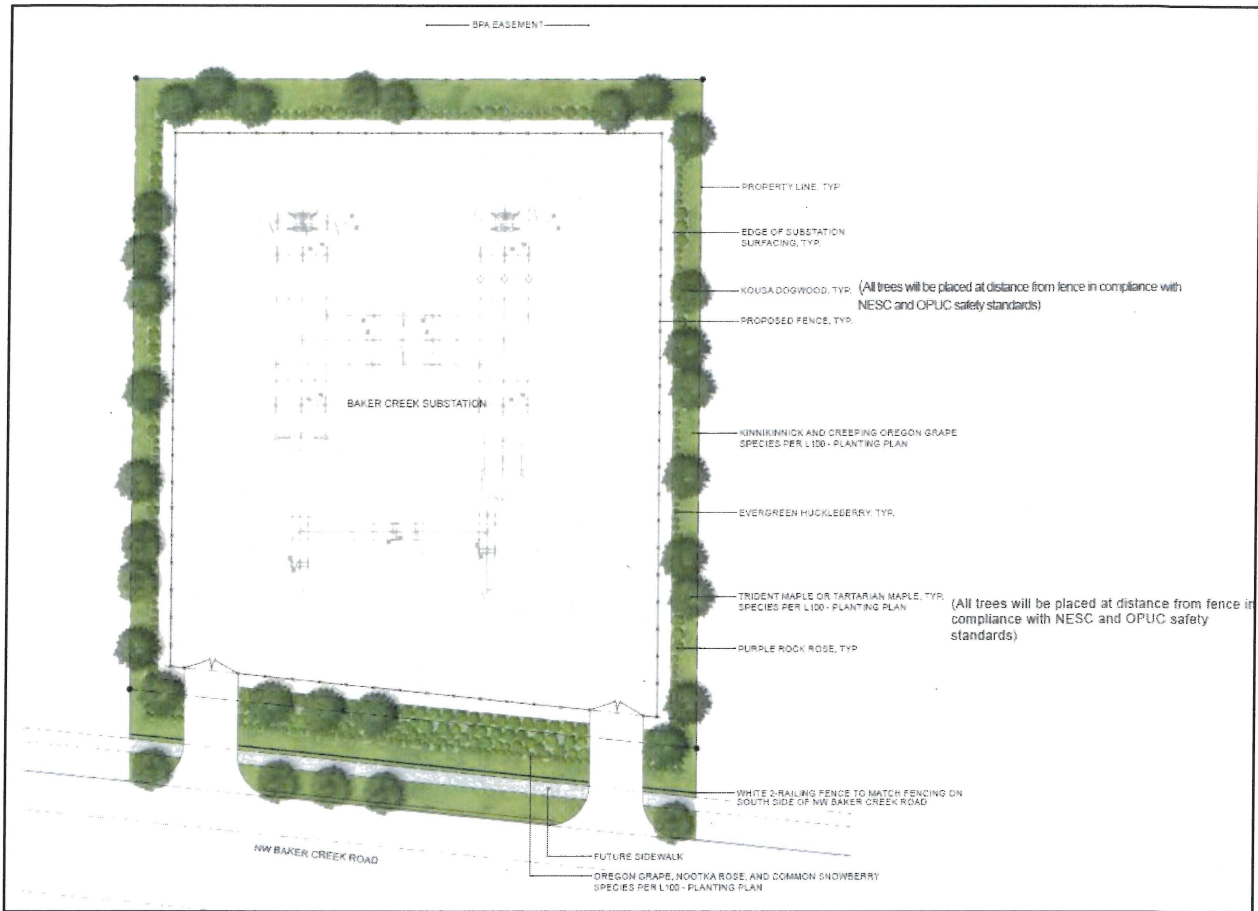 BPA EASEMENT
PROPERTY LINE, TYP
EDGE OF SUBSTATION
SURFACING, TYP.
KOUSA DOGWOOD, TYP. (All trees will be placed at distance from fence in compliance with
NESC and OPUC safety standards)
PROPOSED FENCE, TYP.
BAKER CREEK SUBSTATION
KINNIKINNICK AND CREEPING OREGON GRAPE
SPECIES PER L100 - PLANTING PLAN
EVERGREEN HUCKLEBERRY, TYP.
TRIDENT MAPLE OR TARTARIAN MAPLE, TYP.
SPECIES PER L100 - PLANTING PLAN
(All trees will be placed at distance from fence in
compliance with NESC and OPUC safety
standards)
PURPLE ROCK ROSE, TYP
WHITE 2-RAILING FENCE TO MATCH FENCING ON
SOUTH SIDE OF NW BAKER CREEK ROAD
NW BAKER CREEK ROAD
FUTURE SIDEWALK
OREGON GRAPE, NOOTKA ROSE, AND COMMON SNOWBERRY
SPECIES PER L100 - PLANTING PLAN